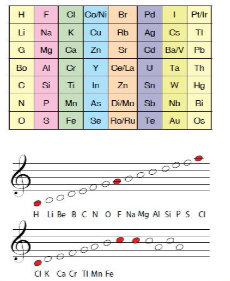 H F Cl Co/Ni Br Pd I Pt/Ir
Li Na K Cu Rb Ag Cs Tl
G Mg Ca Zn Sr Cd Ba/V Pb
Bo Al Cr Y Ce/La U Ta Th
C Si Ti In Zn Sn W Hg
N P Mn As Di/Mo Sb Nb Bi
O S Fe Se Ro/Ru Te Au Os
H Li Be B C N O F Na Mg Al Si P S Cl
Cl K Ca Cr Tl Mn Fe